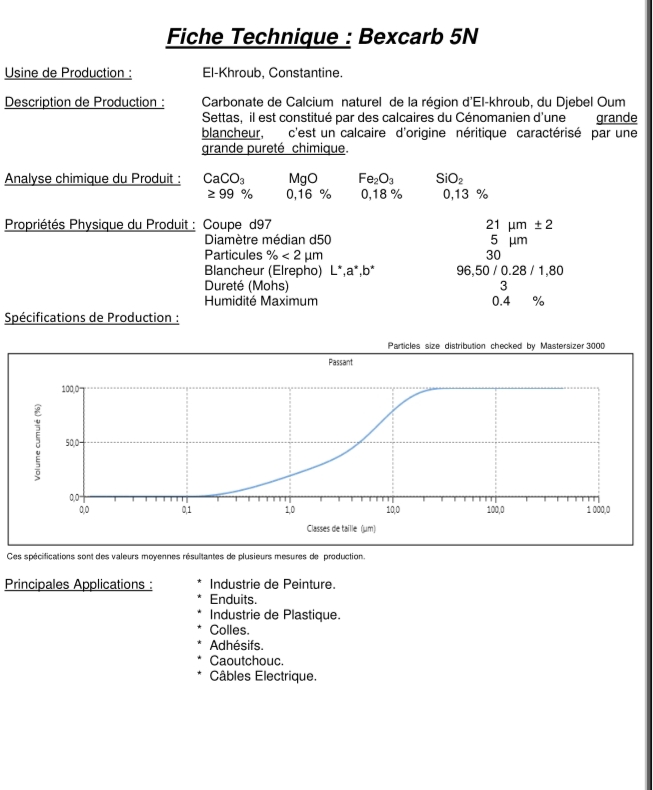 Fiche Technique : Bexcarb 5N
Usine de Production : El-Khroub, Constantine.
Description de Production : Carbonate de Calcium naturel de la région d'El-khroub, du Djebel Oum
Settas, il est constitué par des calcaires du Cénomanien d'une grande
blancheur, c'est un calcaire d'origine néritique caractérisé par une
grande pureté chimique.
Analyse chimique du Produit : CaCO₃ MgO Fe₂O₃ SiO₂
≥ 99 % 0,16 % 0,18 % 0,13 %
Propriétés Physique du Produit : Coupe d97 21 µm ± 2
Diamètre médian d50 5 µm
Particules % < 2 µm 30
Blancheur (Elrepho) L*,a*,b* 96,50 / 0.28 / 1,80
Dureté (Mohs) 3
Humidité Maximum 0.4 %
Spécifications de Production :
Particles size distribution checked by Mastersizer 3000
Passant
Volume cumulé (%)
100,0
50,0
0,0
0,0 0,1 1,0 10,0 100,0 1 000,0
Classes de taille (µm)
Ces spécifications sont des valeurs moyennes résultantes de plusieurs mesures de production.
Principales Applications : * Industrie de Peinture.
* Enduits.
* Industrie de Plastique.
* Colles.
* Adhésifs.
* Caoutchouc.
* Câbles Electrique.